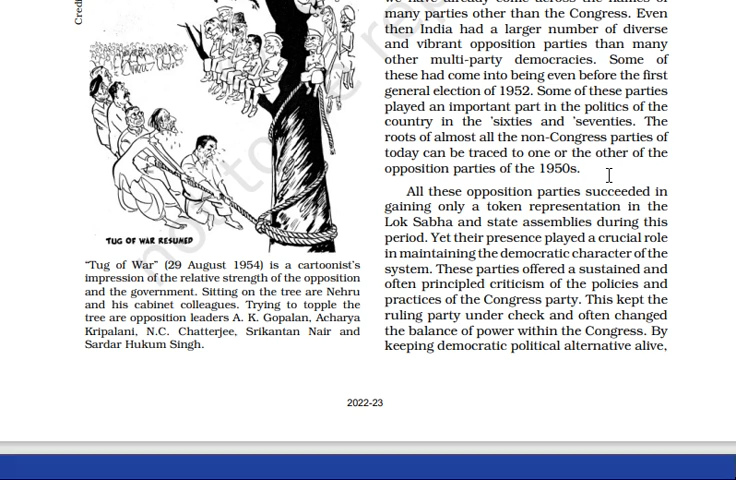 Credi
TUG OF WAR RESUMED
"Tug of War" (29 August 1954) is a cartoonist's
impression of the relative strength of the opposition
and the government. Sitting on the tree are Nehru
and his cabinet colleagues. Trying to topple the
tree are opposition leaders A. K. Gopalan, Acharya
Kripalani, N.C. Chatterjee, Srikantan Nair and
Sardar Hukum Singh.
many parties other than the Congress. Even
then India had a larger number of diverse
and vibrant opposition parties than many
other multi-party democracies. Some of
these had come into being even before the first
general election of 1952. Some of these parties
played an important part in the politics of the
country in the 'sixties and 'seventies. The
roots of almost all the non-Congress parties of
today can be traced to one or the other of the
opposition parties of the 1950s.
All these opposition parties succeeded in
gaining only a token representation in the
Lok Sabha and state assemblies during this
period. Yet their presence played a crucial role
in maintaining the democratic character of the
system. These parties offered a sustained and
often principled criticism of the policies and
practices of the Congress party. This kept the
ruling party under check and often changed
the balance of power within the Congress. By
keeping democratic political alternative alive,
2022-23